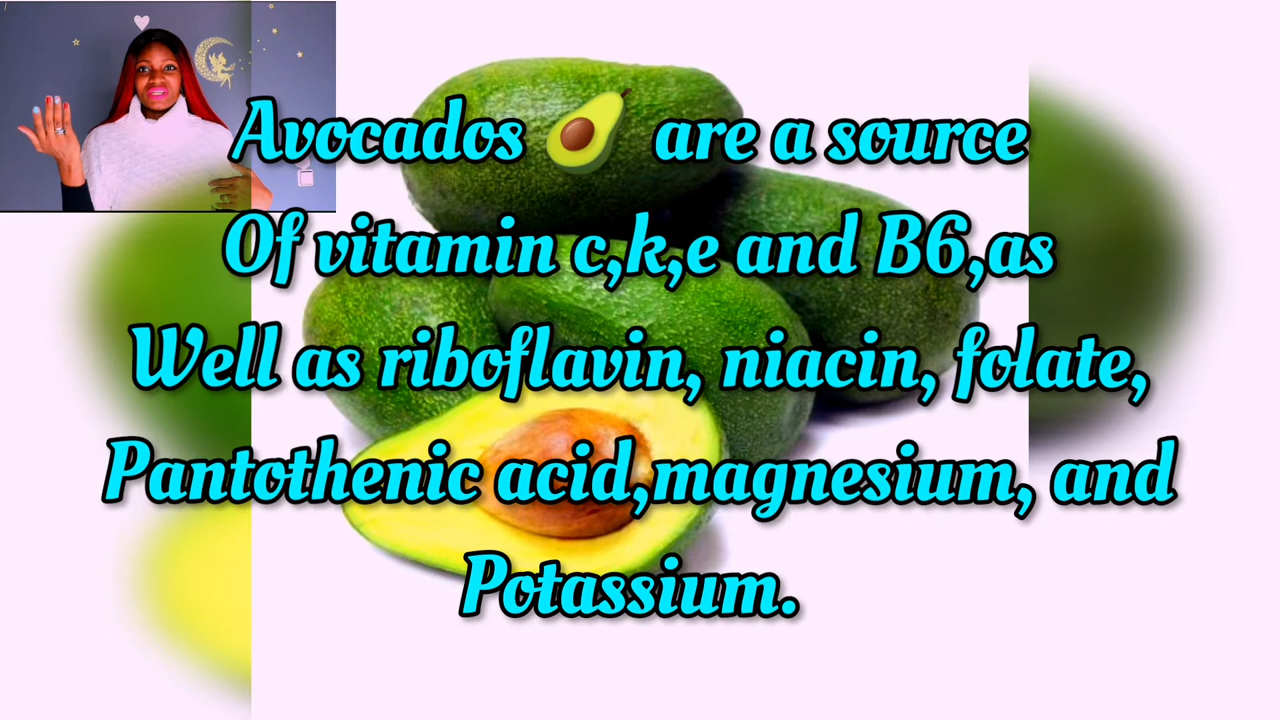 Avocados 🥑 are a source
Of vitamin c,k,e and B6,as
Well as riboflavin, niacin, folate,
Pantothenic acid,magnesium, and
Potassium.